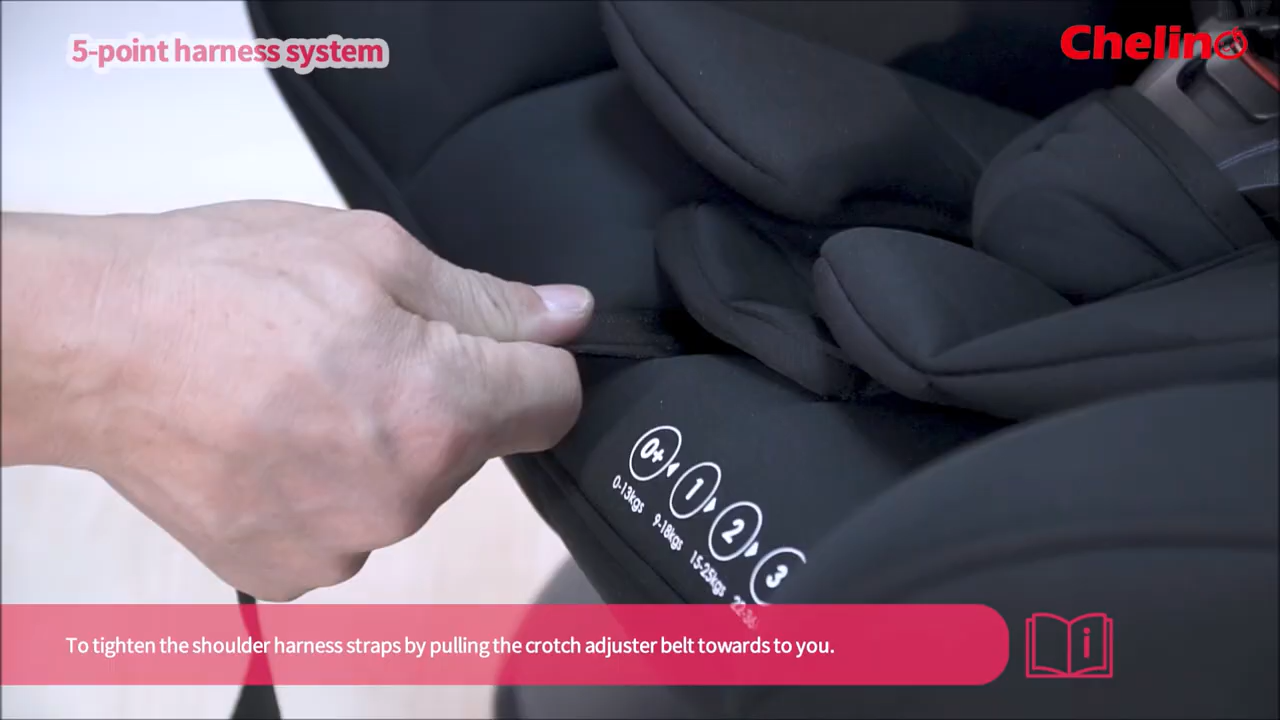 5-point harness system
Chelino
0+ 1 2 3
0-13kgs 9-18kgs 15-25kgs
To tighten the shoulder harness straps by pulling the crotch adjuster belt towards to you.
i